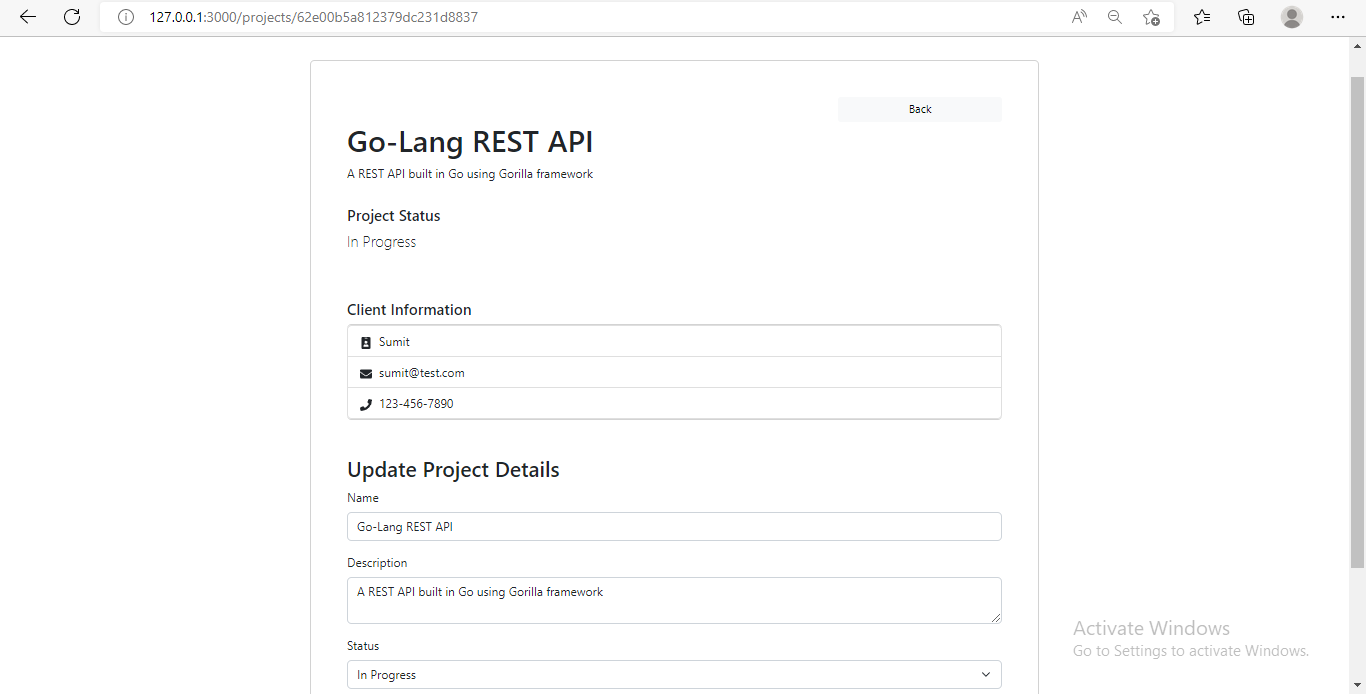 127.0.0.1:3000/projects/62e00b5a812379dc231d8837
Back
Go-Lang REST API
A REST API built in Go using Gorilla framework
Project Status
In Progress
Client Information
Sumit
sumit@test.com
123-456-7890
Update Project Details
Name
Go-Lang REST API
Description
A REST API built in Go using Gorilla framework
Status
In Progress
Activate Windows
Go to Settings to activate Windows.